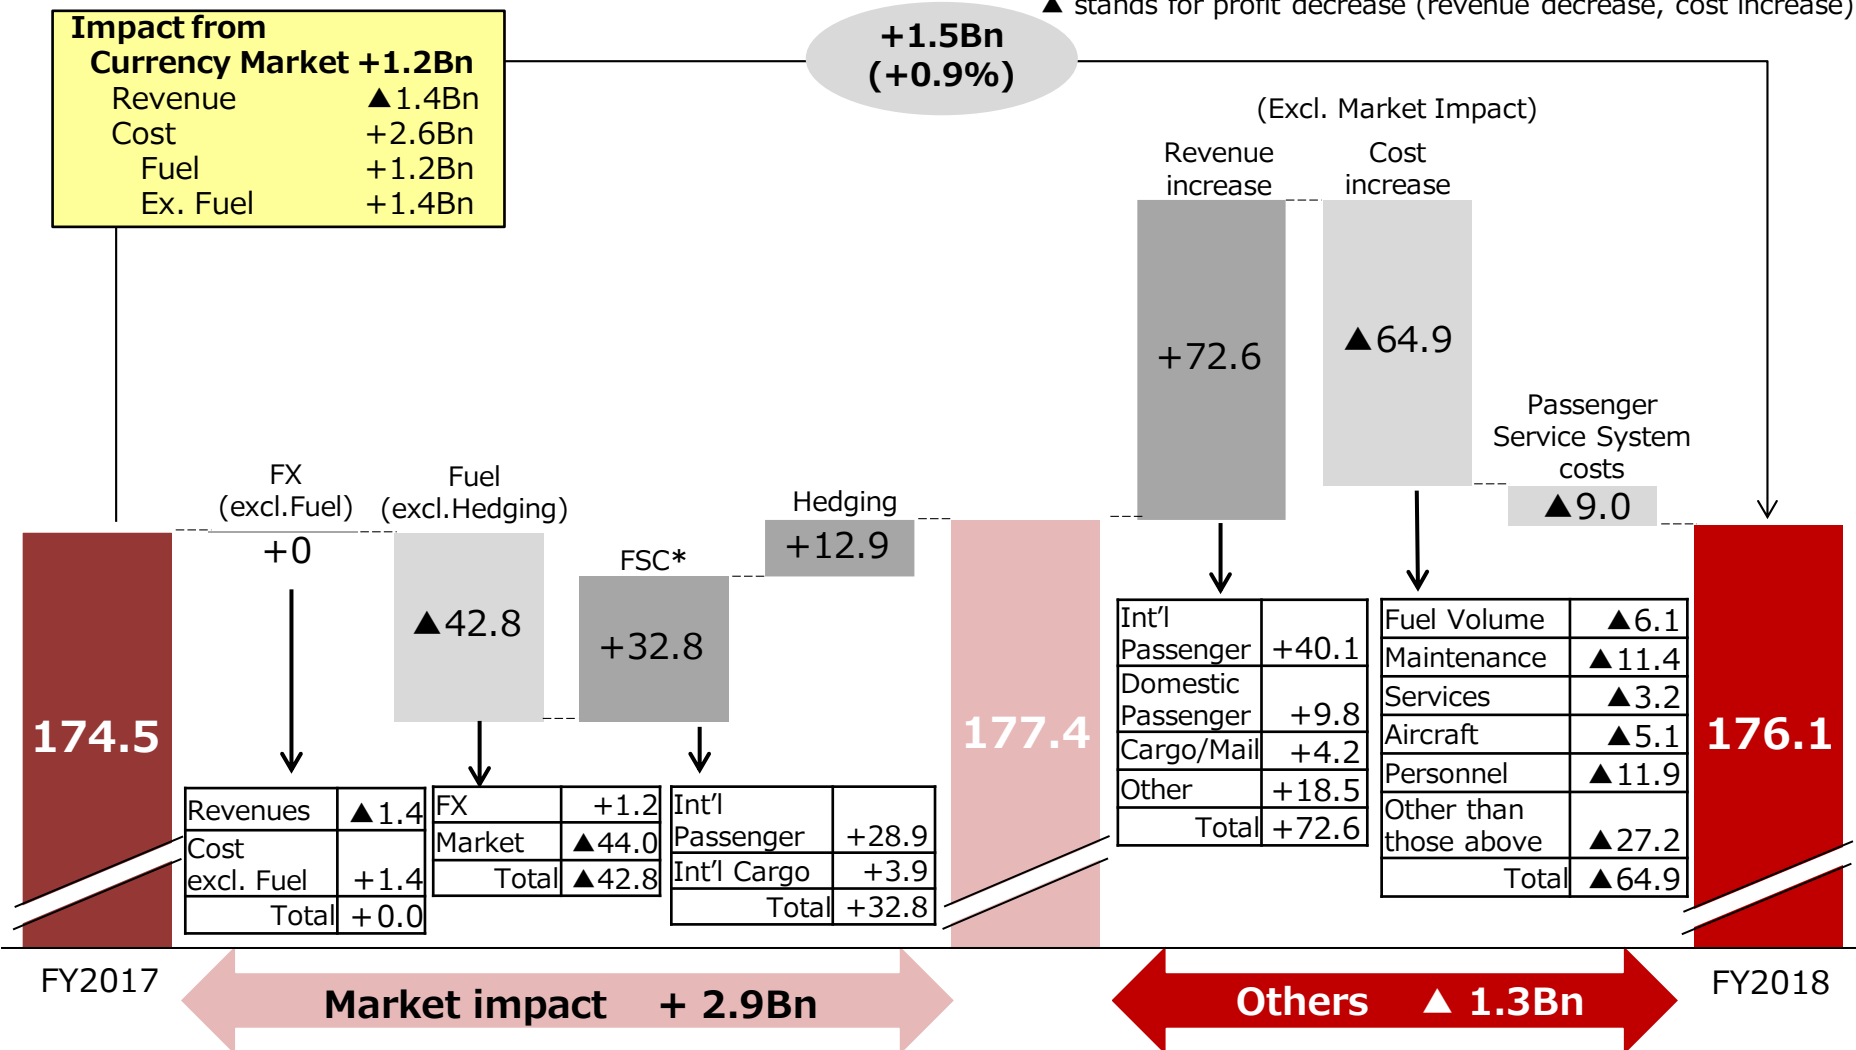 ▲ stands for profit decrease (revenue decrease, cost increase)
Impact from
Currency Market +1.2Bn
Revenue ▲1.4Bn
Cost +2.6Bn
Fuel +1.2Bn
Ex. Fuel +1.4Bn
+1.5Bn
(+0.9%)
(Excl. Market Impact)
Revenue
increase
Cost
increase
+72.6
▲64.9
Passenger
Service System
costs
▲9.0
FX
(excl.Fuel)
+0
Fuel
(excl.Hedging)
▲42.8
FSC*
+32.8
Hedging
+12.9
174.5
177.4
176.1
Revenues ▲1.4
Cost
excl. Fuel +1.4
Total +0.0
FX +1.2
Market ▲44.0
Total ▲42.8
Int’l
Passenger +28.9
Int’l Cargo +3.9
Total +32.8
Int’l
Passenger +40.1
Domestic
Passenger +9.8
Cargo/Mail +4.2
Other +18.5
Total +72.6
Fuel Volume ▲6.1
Maintenance ▲11.4
Services ▲3.2
Aircraft ▲5.1
Personnel ▲11.9
Other than
those above ▲27.2
Total ▲64.9
FY2017
Market impact + 2.9Bn
Others ▲ 1.3Bn
FY2018